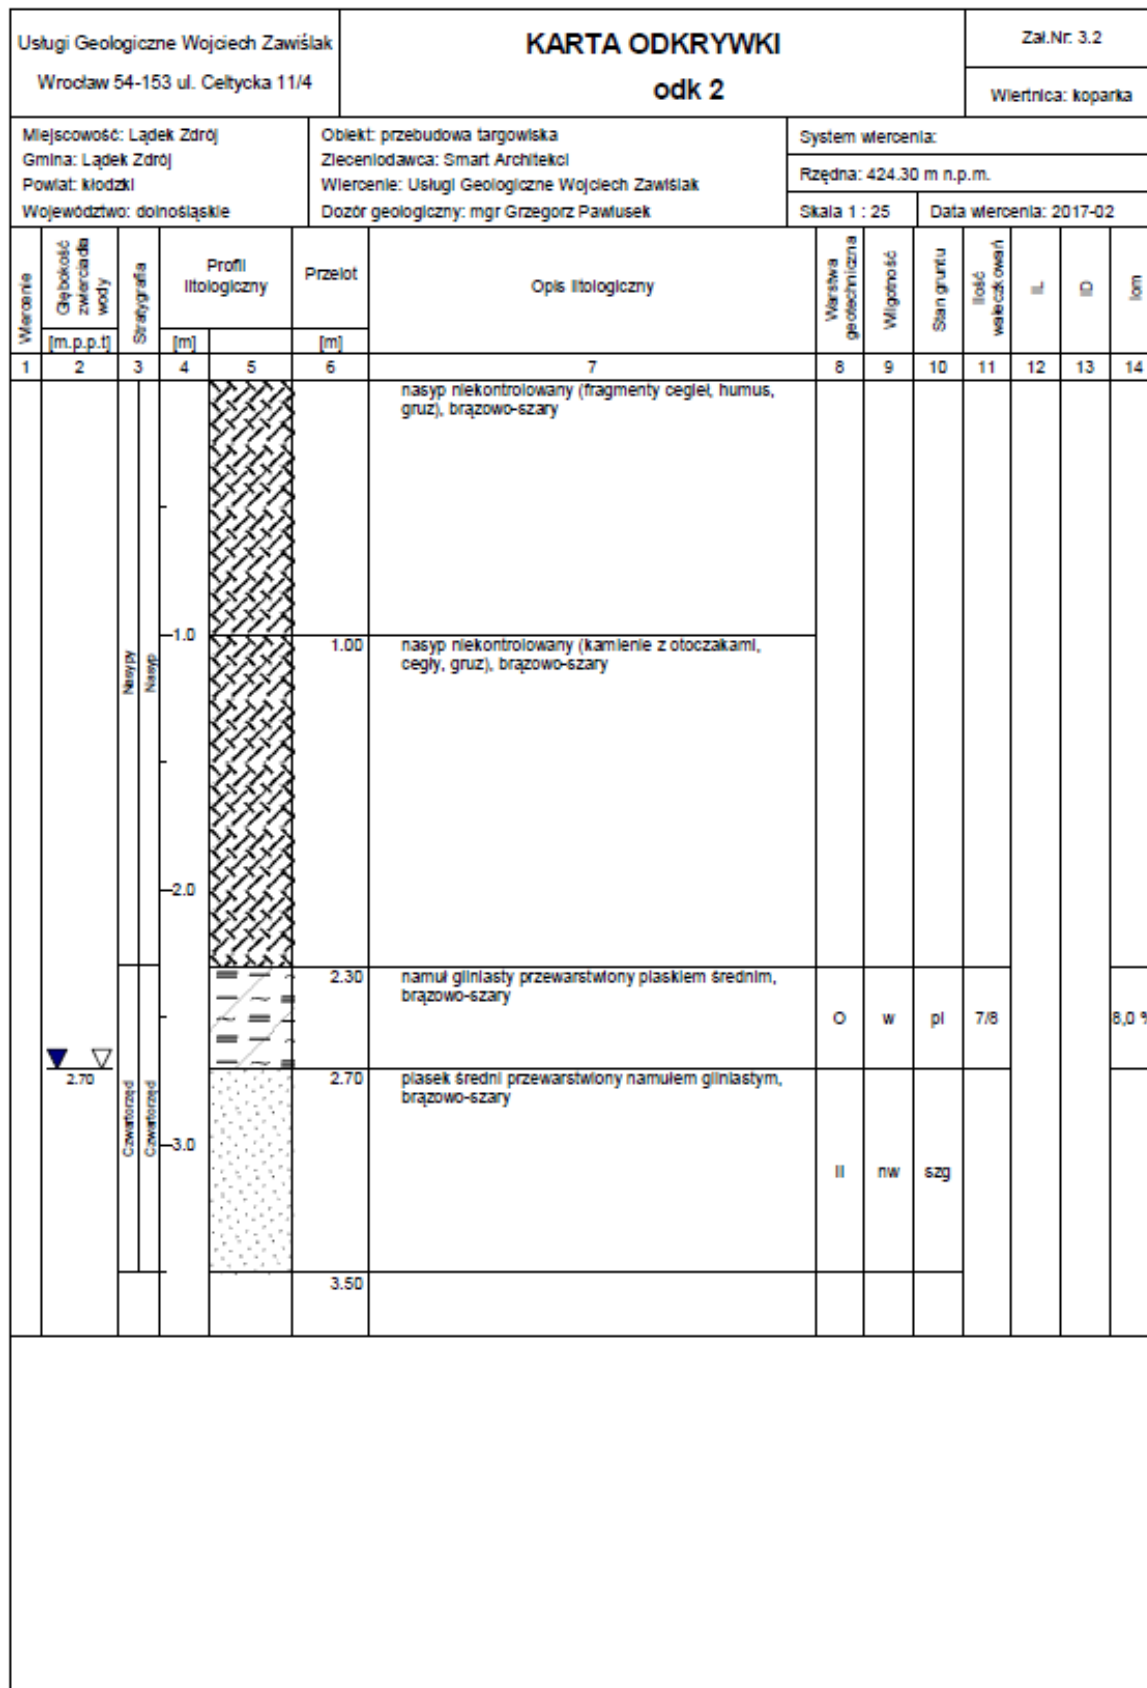 Usługi Geologiczne Wojciech Zawiślak
Wrocław 54-153 ul. Celtycka 11/4
KARTA ODKRYWKI
odk 2
Zał.Nr: 3.2
Wiertnica: koparka
Miejscowość: Lądek Zdrój
Gmina: Lądek Zdrój
Powiat: kłodzki
Województwo: dolnośląskie
Obiekt: przebudowa targowiska
Zleceniodawca: Smart Architekci
Wiercenie: Usługi Geologiczne Wojciech Zawiślak
Dozór geologiczny: mgr Grzegorz Pawlusek
System wiercenia:
Rzędna: 424.30 m n.p.m.
Skala 1 : 25
Data wiercenia: 2017-02
Wiercenie
Głębokość zwierciadła wody
[m.p.p.t]
Stratygrafia
Profil litologiczny
[m]
Przelot
[m]
Opis litologiczny
Warstwa geotechniczna
Wilgotność
Stan gruntu
Ilość wałeczkowań
IL
ID
Iom
1 2 3 4 5 6 7 8 9 10 11 12 13 14
nasyp niekontrolowany (fragmenty cegieł, humus,
gruz), brązowo-szary
1.0
1.00
nasyp niekontrolowany (kamienie z otoczakami,
cegły, gruz), brązowo-szary
Nasypy
Nasyp
2.0
2.30
namuł gliniasty przewarstwiony piaskiem średnim,
brązowo-szary
O w pl 7/8 8,0 %
2.70
2.70
piasek średni przewarstwiony namułem gliniastym,
brązowo-szary
Czwartorzęd
Czwartorzęd
3.0
II nw szg
3.50